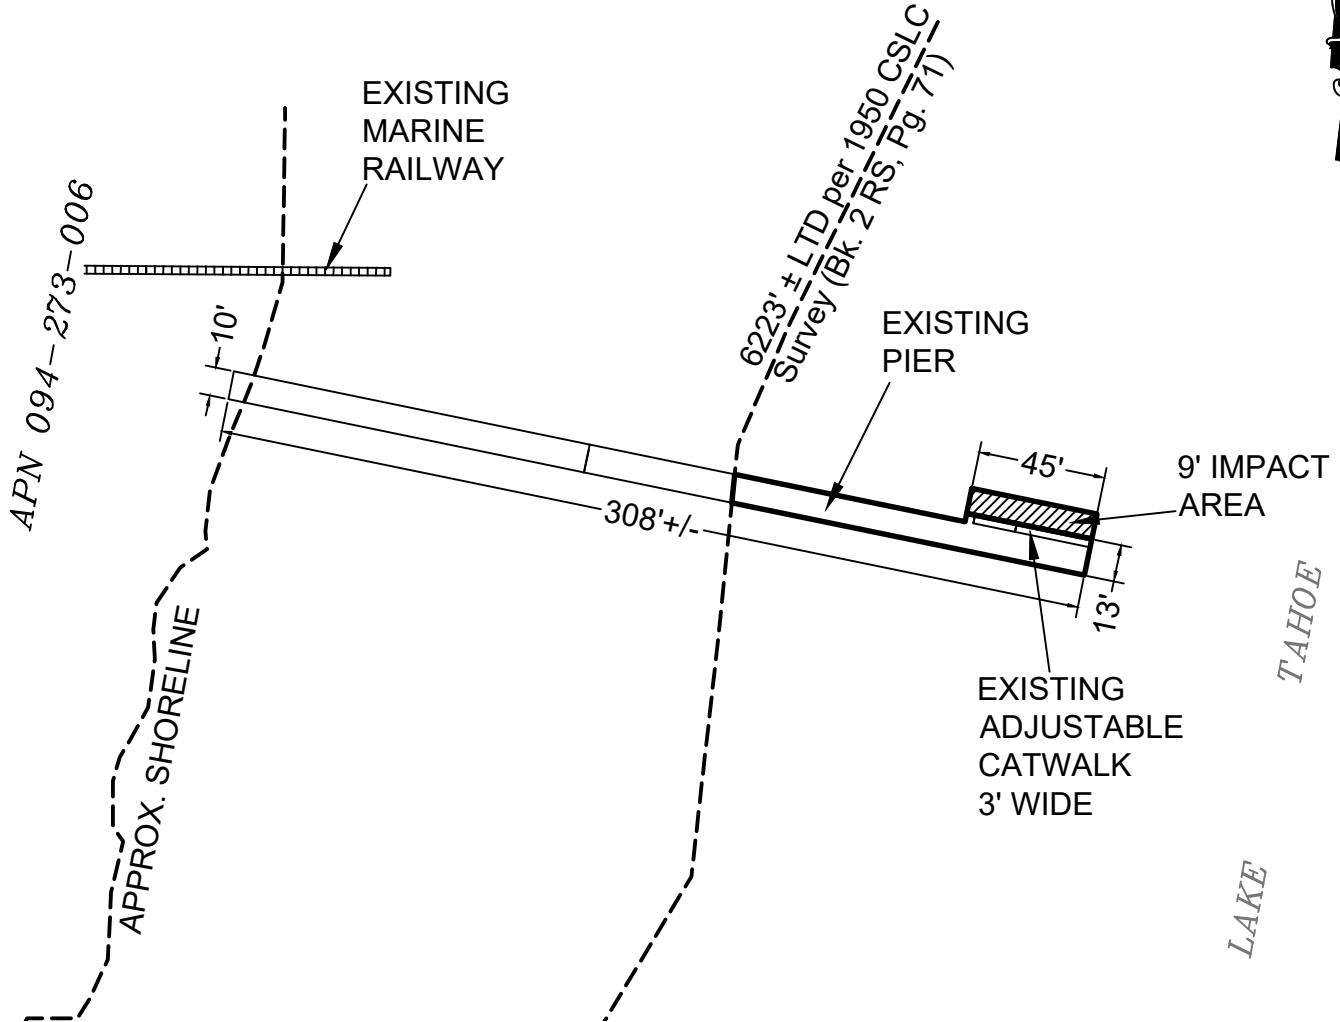 EXISTING
MARINE
RAILWAY
APN 094-273-006
10'
6223' ± LTD per 1950 CSLC
Survey (Bk. 2 RS, Pg. 71)
EXISTING
PIER
45'
9' IMPACT
AREA
308'+/-
13'
EXISTING
ADJUSTABLE
CATWALK
3' WIDE
APPROX. SHORELINE
LAKE
TAHOE